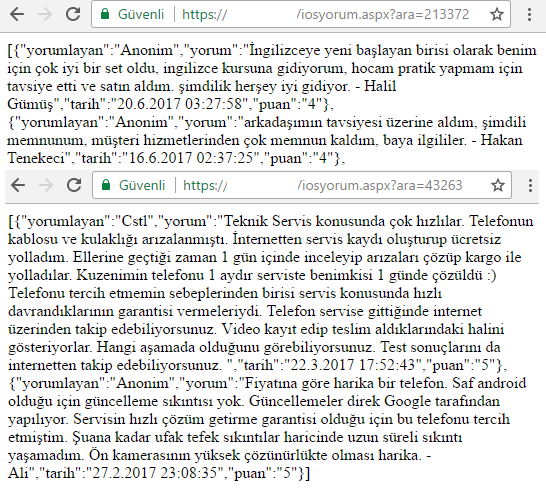 Güvenli https:// /iosyorum.aspx?ara=213372
[{"yorumlayan":"Anonim","yorum":"İngilizceye yeni başlayan birisi olarak benim
için çok iyi bir set oldu, ingilizce kursuna gidiyorum, hocam pratik yapmam için
tavsiye etti ve satın aldım. şimdilik herşey iyi gidiyor. - Halil
Gümüş","tarih":"20.6.2017 03:27:58","puan":"4"},
{"yorumlayan":"Anonim","yorum":"arkadaşımın tavsiyesi üzerine aldım, şimdili
memnunum, müşteri hizmetlerinden çok memnun kaldım, baya ilgililer. - Hakan
Tenekeci","tarih":"16.6.2017 02:37:25","puan":"4"},
Güvenli https:// /iosyorum.aspx?ara=43263
[{"yorumlayan":"Cstl","yorum":"Teknik Servis konusunda çok hızlılar. Telefonun
kablosu ve kulaklığı arızalanmıştı. İnternetten servis kaydı oluşturup ücretsiz
yolladım. Ellerine geçtiği zaman 1 gün içinde inceleyip arızaları çözüp kargo ile
yolladılar. Kuzenimin telefonu 1 aydır serviste benimkisi 1 günde çözüldü :)
Telefonu tercih etmemin sebeplerinden birisi servis konusunda hızlı
davrandıklarının garantisi vermeleriydi. Telefon servise gittiğinde internet
üzerinden takip edebiliyorsunuz. Video kayıt edip teslim aldıklarındaki halini
gösteriyorlar. Hangi aşamada olduğunu görebiliyorsunuz. Test sonuçlarını da
internetten takip edebiliyorsunuz. ","tarih":"22.3.2017 17:52:43","puan":"5"},
{"yorumlayan":"Anonim","yorum":"Fiyatına göre harika bir telefon. Saf android
olduğu için güncelleme sıkıntısı yok. Güncellemeler direk Google tarafından
yapılıyor. Servisin hızlı çözüm getirme garantisi olduğu için bu telefonu tercih
etmiştim. Şuana kadar ufak tefek sıkıntılar haricinde uzun süreli sıkıntı
yaşamadım. Ön kamerasının yüksek çözünürlükte olması harika. -
Ali","tarih":"27.2.2017 23:08:35","puan":"5"}]